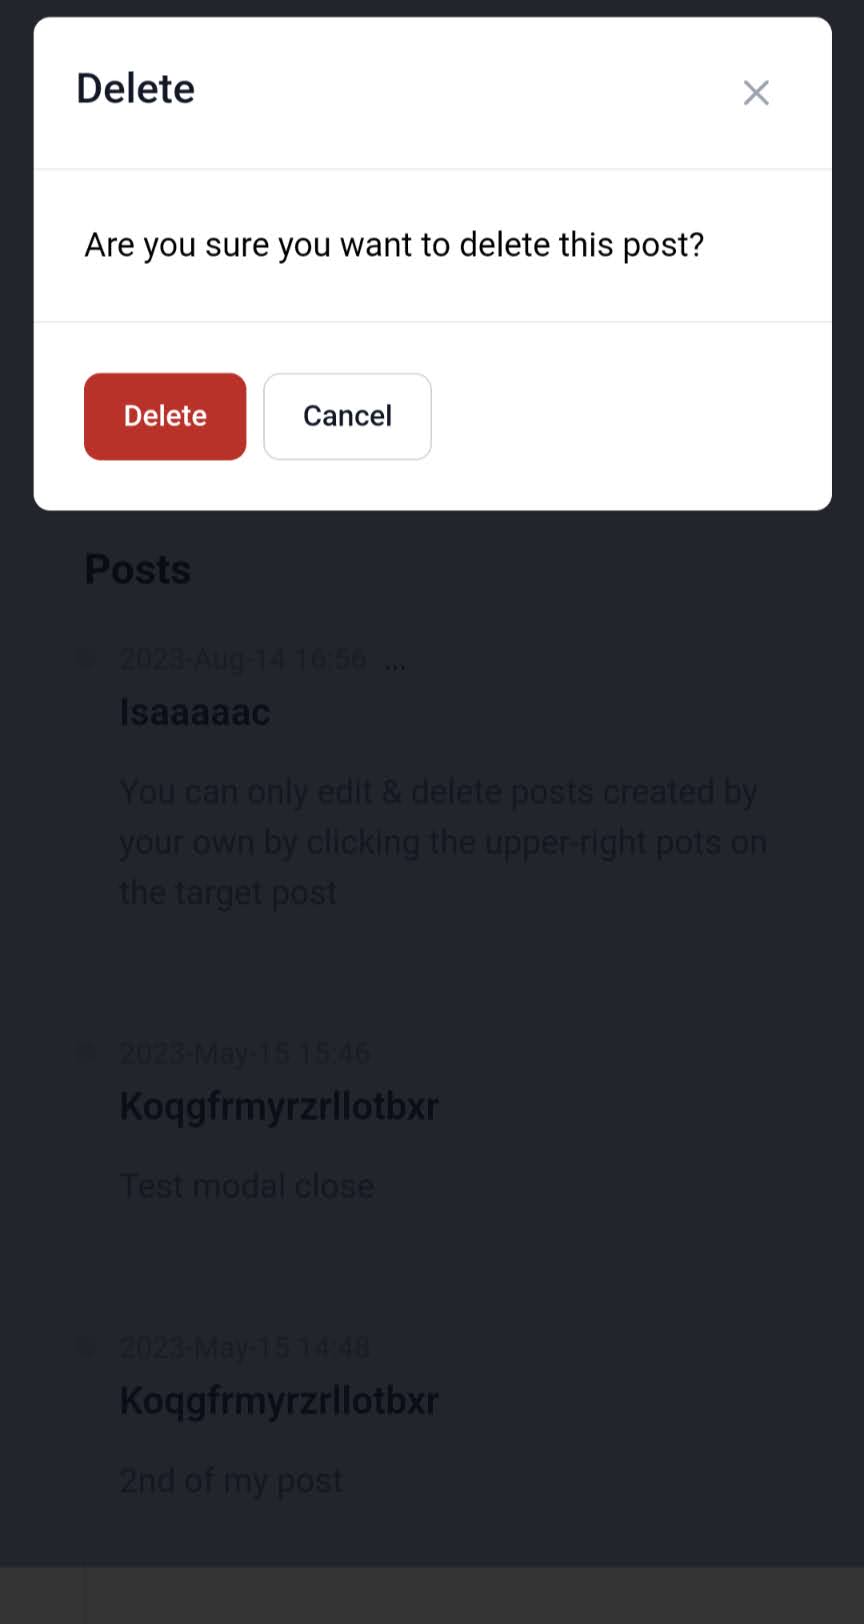 Delete
Are you sure you want to delete this post?
Delete
Cancel
Posts
2023-Aug-14 16:56 ...
Isaaaaac
You can only edit & delete posts created by
your own by clicking the upper-right pots on
the target post
2023-May-15 15:46
Koqgfrmyrzrllotbxr
Test modal close
2023-May-15 14:48
Koqgfrmyrzrllotbxr
2nd of my post